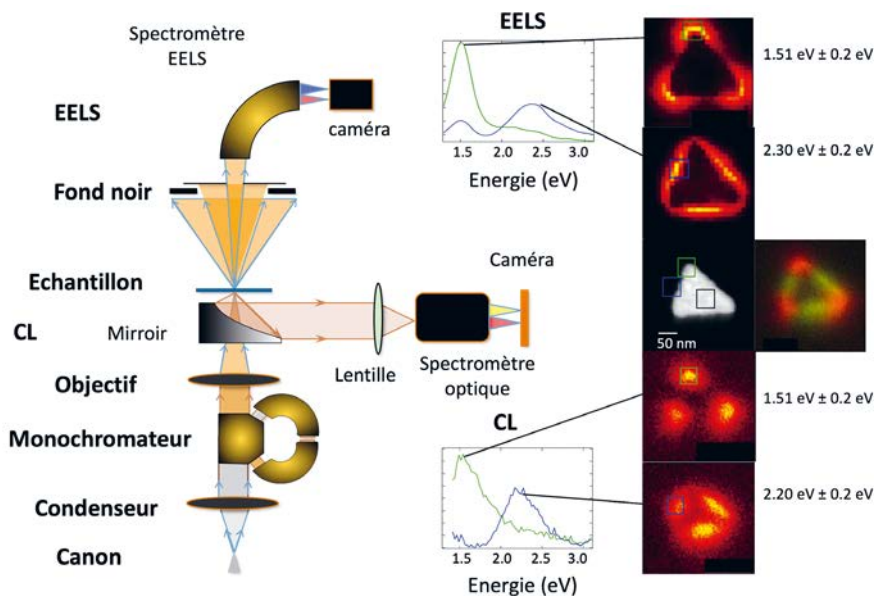 Spectromètre
EELS
EELS
caméra
Fond noir
Echantillon
CL
Mirroir
Lentille
Caméra
Spectromètre
optique
Objectif
Monochromateur
Condenseur
Canon
EELS
1.5 2.0 2.5 3.0
Energie (eV)
1.51 eV ± 0.2 eV
2.30 eV ± 0.2 eV
50 nm
CL
1.5 2.0 2.5 3.0
Energie (eV)
1.51 eV ± 0.2 eV
2.20 eV ± 0.2 eV